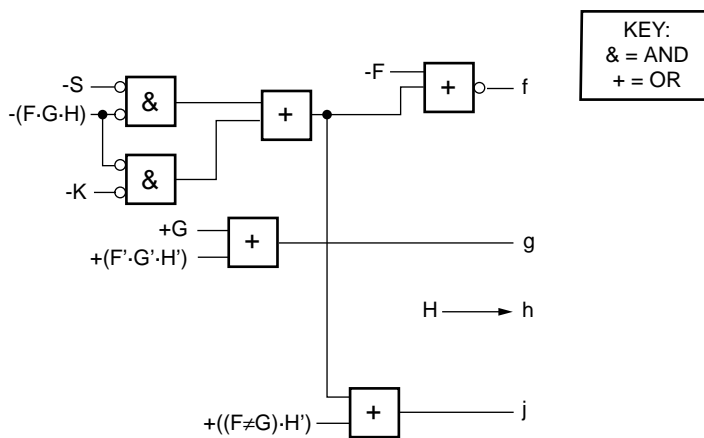 KEY:
& = AND
+ = OR
-S
-(F·G·H)
-K
&
&
+
-F
+
f
+G
+(F'·G'·H')
+
g
H
h
+((F≠G)·H')
+
j